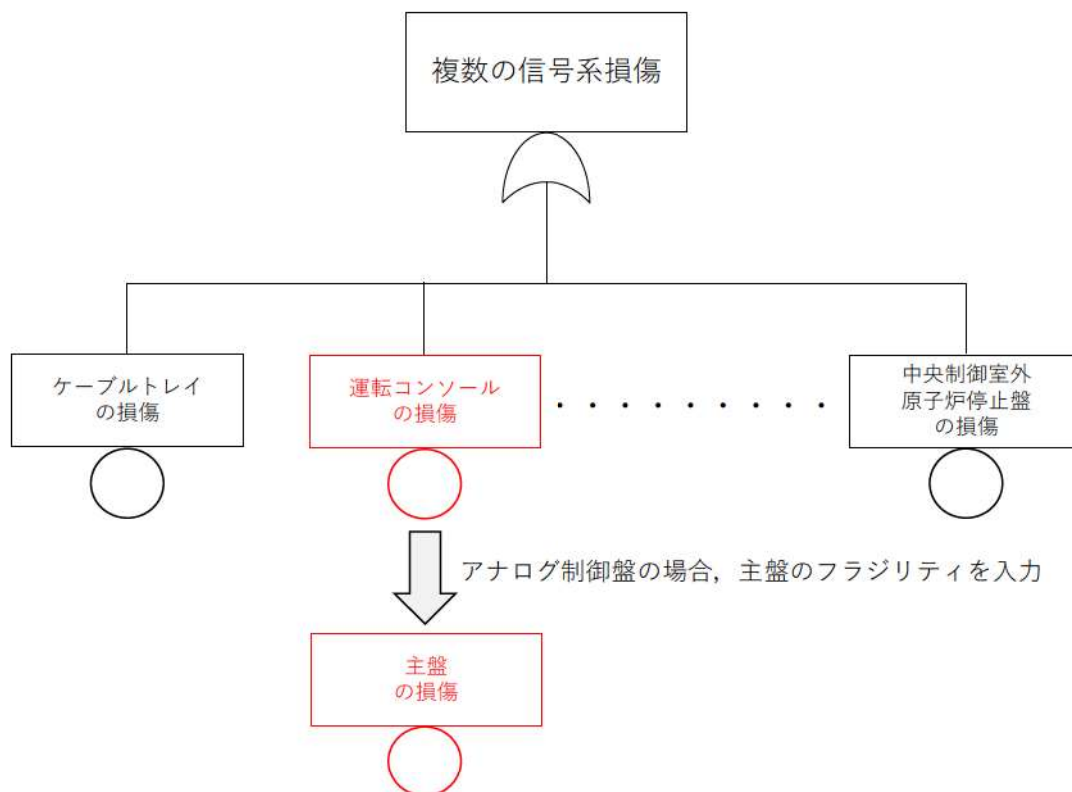 複数の信号系損傷
ケーブルトレイ
の損傷
運転コンソール
の損傷
・・・・・・・・・
中央制御室外
原子炉停止盤
の損傷
アナログ制御盤の場合，主盤のフラジリティを入力
主盤
の損傷